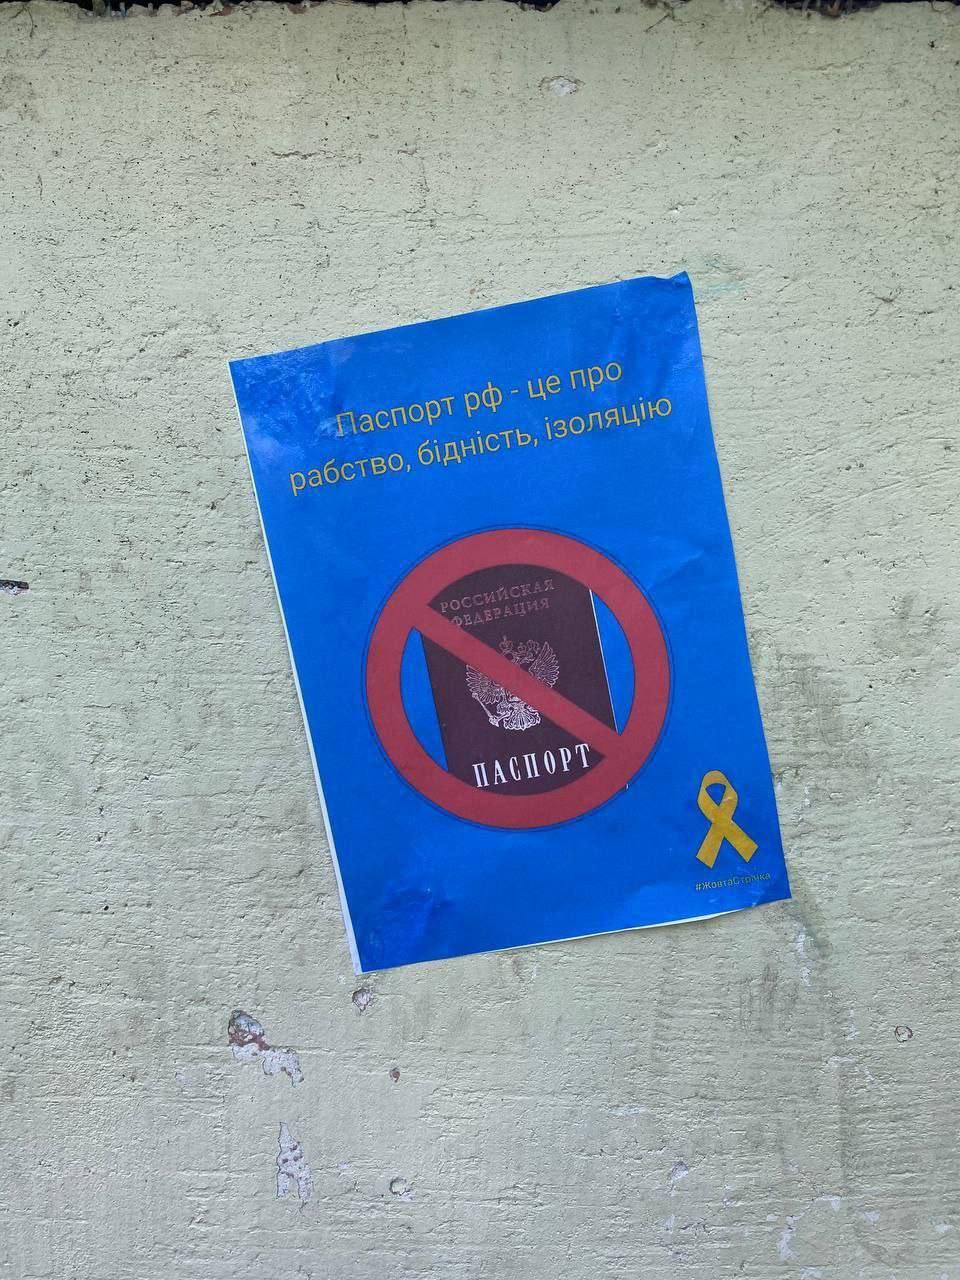 Паспорт рф - це про
рабство, бідність, ізоляцію
РОССИЙСКАЯ
ФЕДЕРАЦИЯ
ПАСПОРТ
#ЖовтаСтрічка